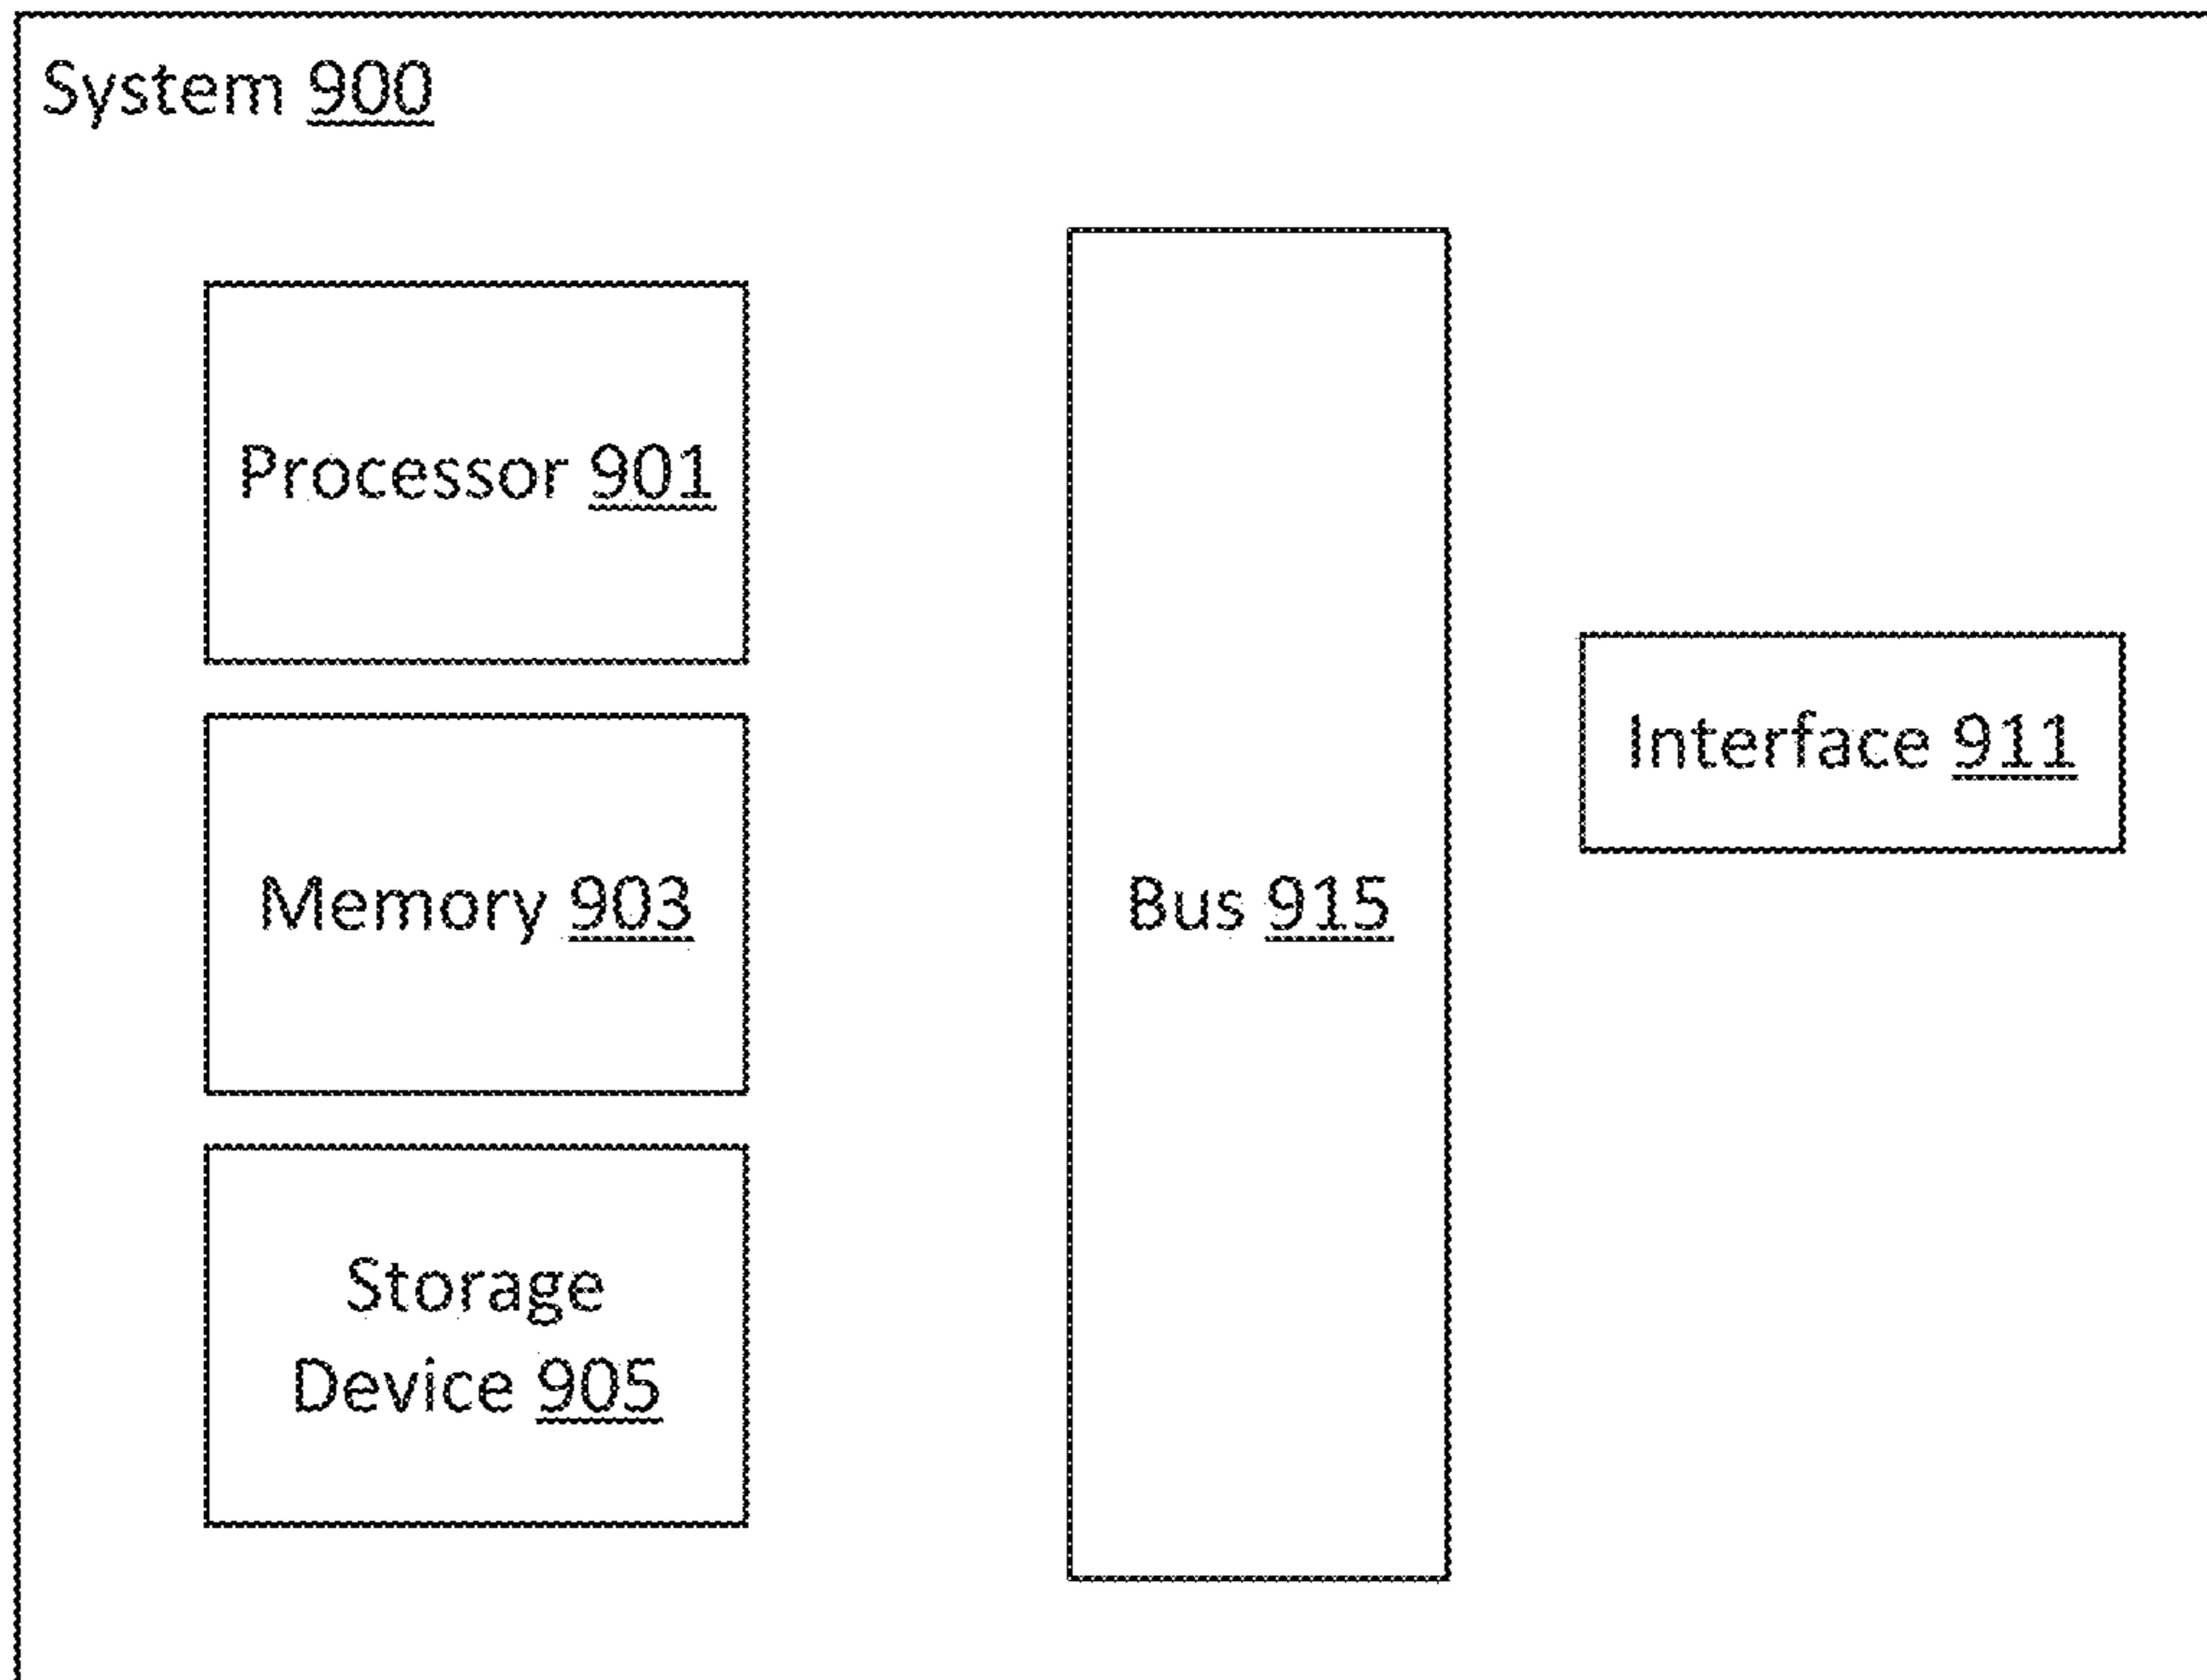 System 900
Processor 901
Memory 903
Storage
Device 905
Bus 915
Interface 911